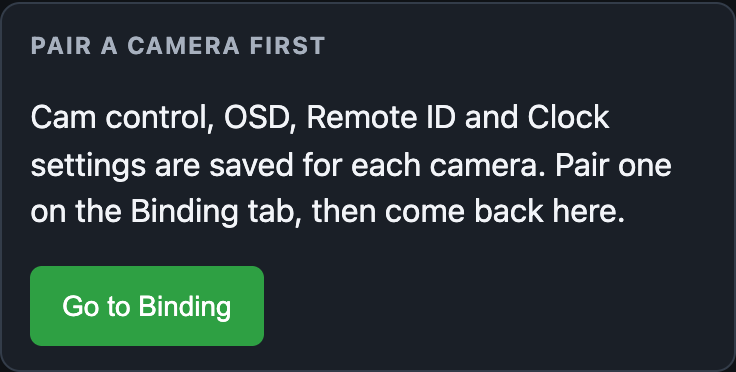 PAIR A CAMERA FIRST
Cam control, OSD, Remote ID and Clock
settings are saved for each camera. Pair one
on the Binding tab, then come back here.
Go to Binding